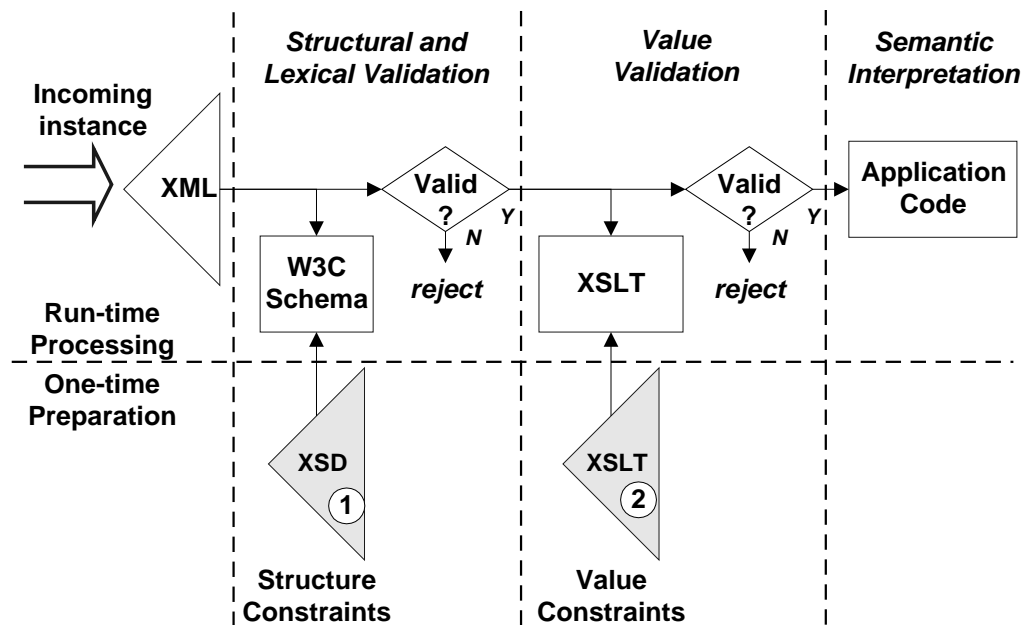 Structural and
Lexical Validation
Value
Validation
Semantic
Interpretation
Incoming
instance
XML
Valid
?
Y
N
reject
W3C
Schema
Valid
?
Y
N
reject
XSLT
Application
Code
Run-time
Processing
One-time
Preparation
XSD
1
Structure
Constraints
XSLT
2
Value
Constraints